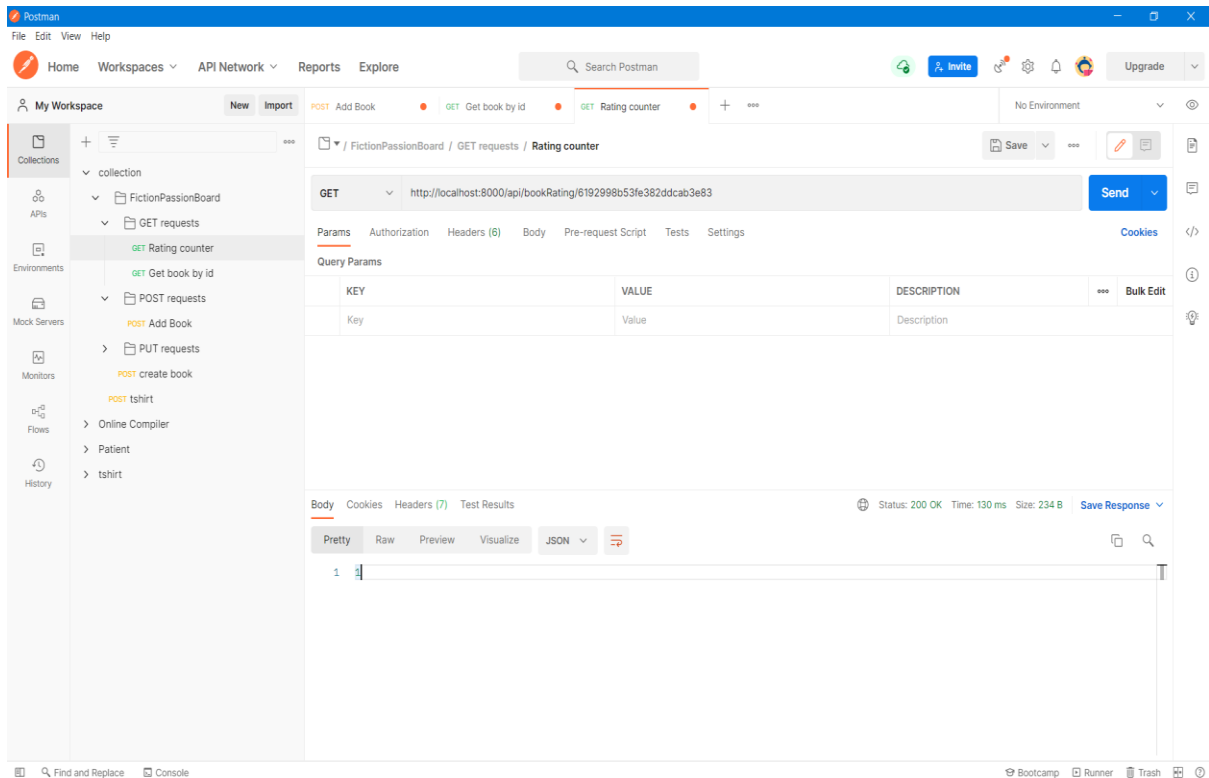 Postman
File Edit View Help
Home Workspaces API Network Reports Explore Search Postman Invite Upgrade
My Workspace New Import POST Add Book GET Get book by id GET Rating counter No Environment
Collections
APIs
Environments
Mock Servers
Monitors
Flows
History
collection
FictionPassionBoard
GET requests
GET Rating counter
GET Get book by id
POST requests
POST Add Book
PUT requests
POST create book
POST tshirt
Online Compiler
Patient
tshirt
/ FictionPassionBoard / GET requests / Rating counter Save
GET http://localhost:8000/api/bookRating/6192998b53fe382ddcab3e83 Send
Params Authorization Headers (6) Body Pre-request Script Tests Settings Cookies
Query Params
KEY VALUE DESCRIPTION Bulk Edit
Key Value Description
Body Cookies Headers (7) Test Results Status: 200 OK Time: 130 ms Size: 234 B Save Response
Pretty Raw Preview Visualize JSON
1 1
Find and Replace Console Bootcamp Runner Trash